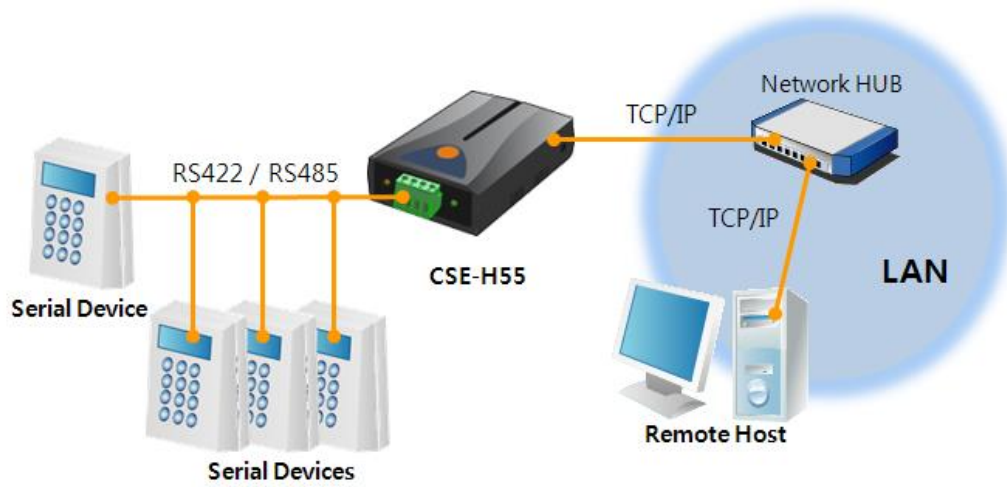 Network HUB
TCP/IP
RS422 / RS485
TCP/IP
LAN
CSE-H55
Serial Device
Remote Host
Serial Devices